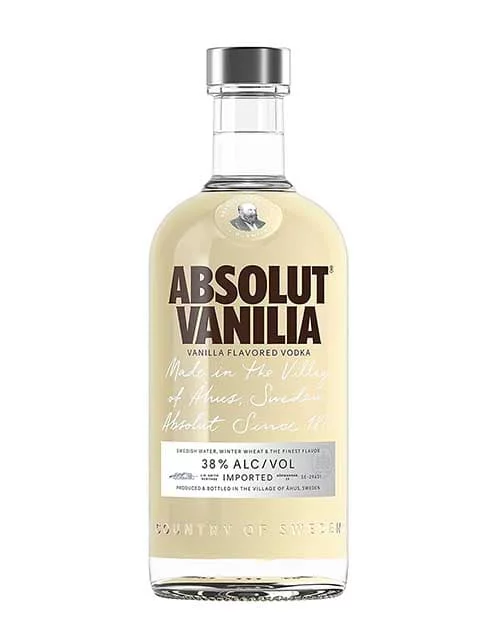 ABSOLUT®
VANILIA
VANILLA FLAVORED VODKA
Made in the Village
of Åhus, Sweden
Absolut Since 18
SWEDISH WATER, WINTER WHEAT & THE FINEST FLAVOR
38% ALC/VOL
IMPORTED
PRODUCED & BOTTLED IN THE VILLAGE OF ÅHUS, SWEDEN
COUNTRY OF SWEDEN